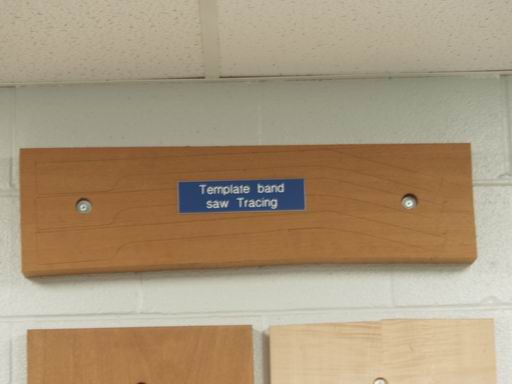 Template band
saw Tracing